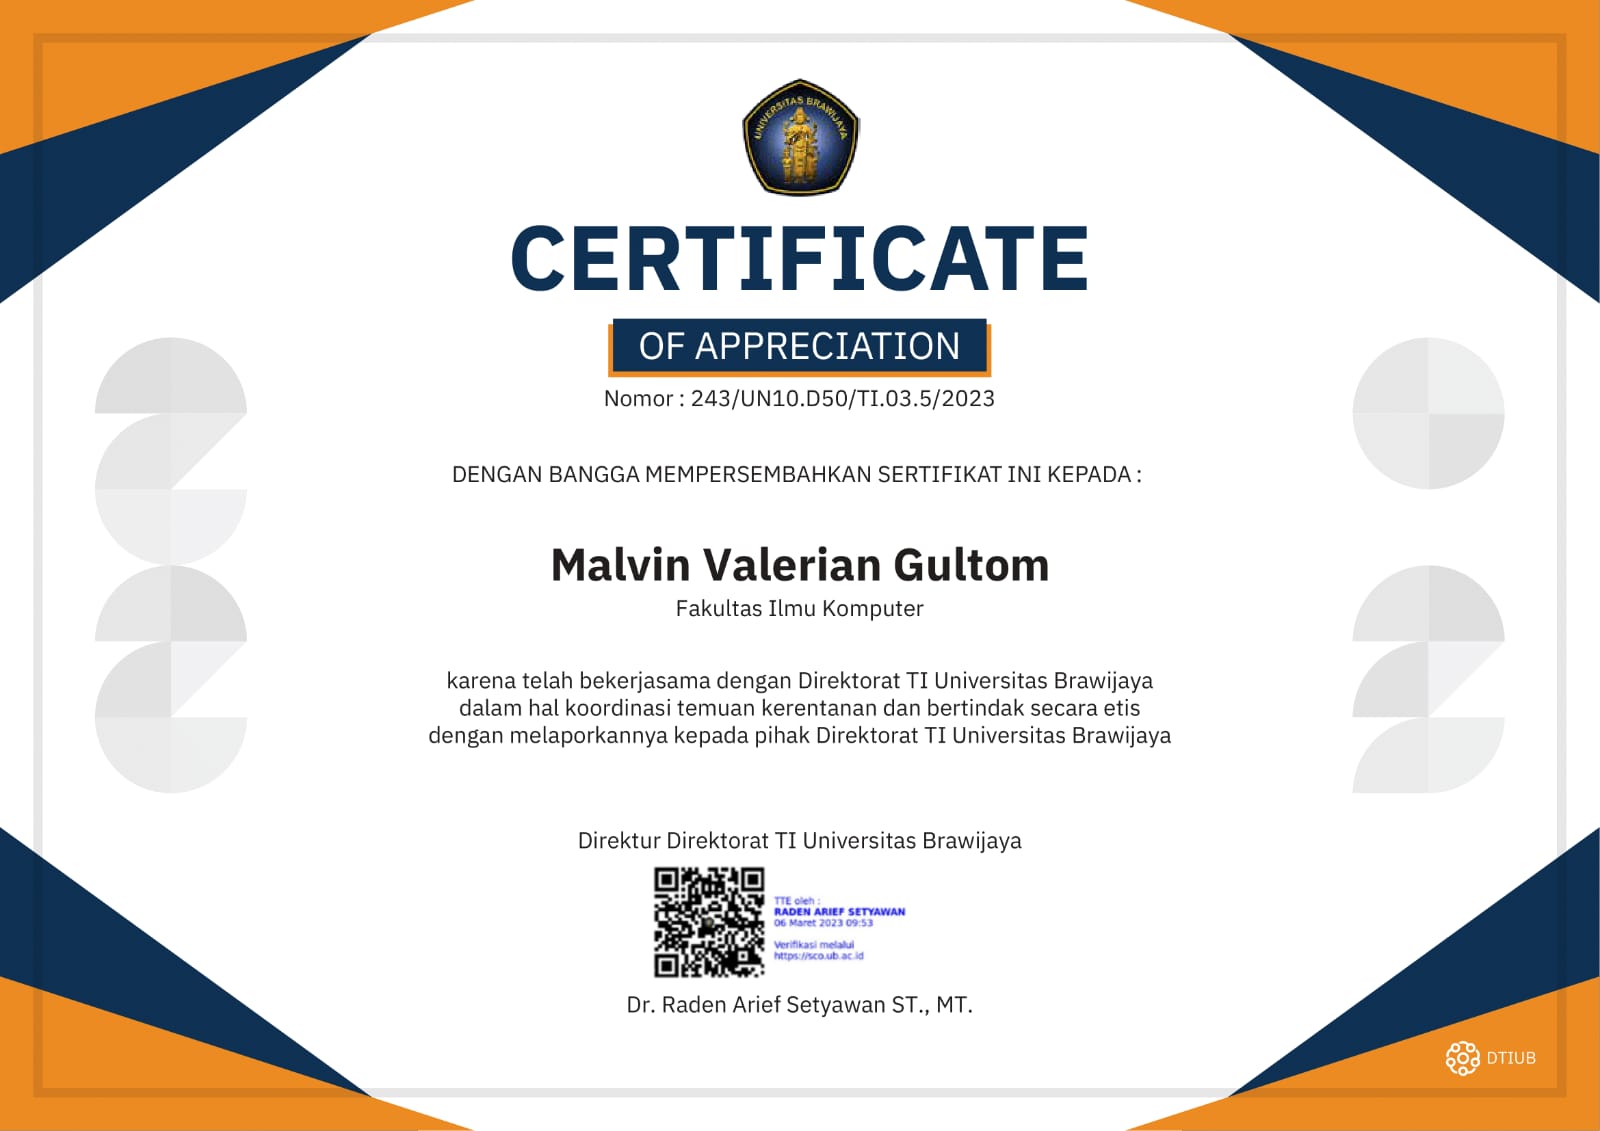 UNIVERSITAS BRAWIJAYA
CERTIFICATE
OF APPRECIATION
Nomor : 243/UN10.D50/TI.03.5/2023
DENGAN BANGGA MEMPERSEMBAHKAN SERTIFIKAT INI KEPADA :
Malvin Valerian Gultom
Fakultas Ilmu Komputer
karena telah bekerjasama dengan Direktorat TI Universitas Brawijaya
dalam hal koordinasi temuan kerentanan dan bertindak secara etis
dengan melaporkannya kepada pihak Direktorat TI Universitas Brawijaya
Direktur Direktorat TI Universitas Brawijaya
TTE oleh :
RADEN ARIEF SETYAWAN
06 Maret 2023 09:53
Verifikasi melalui
https://sco.ub.ac.id
Dr. Raden Arief Setyawan ST., MT.
DTIUB